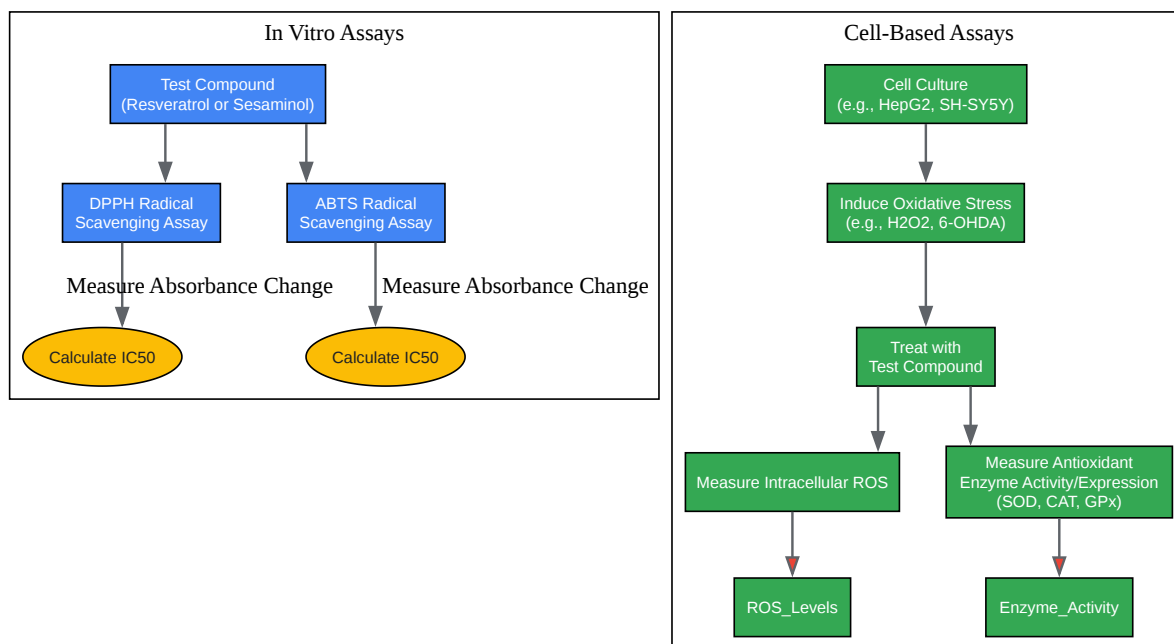 In Vitro Assays
Test Compound
(Resveratrol or Sesaminol)
DPPH Radical
Scavenging Assay
ABTS Radical
Scavenging Assay
Measure Absorbance Change
Measure Absorbance Change
Calculate IC50
Calculate IC50
Cell-Based Assays
Cell Culture
(e.g., HepG2, SH-SY5Y)
Induce Oxidative Stress
(e.g., H2O2, 6-OHDA)
Treat with
Test Compound
Measure Intracellular ROS
Measure Antioxidant
Enzyme Activity/Expression
(SOD, CAT, GPx)
ROS_Levels
Enzyme_Activity